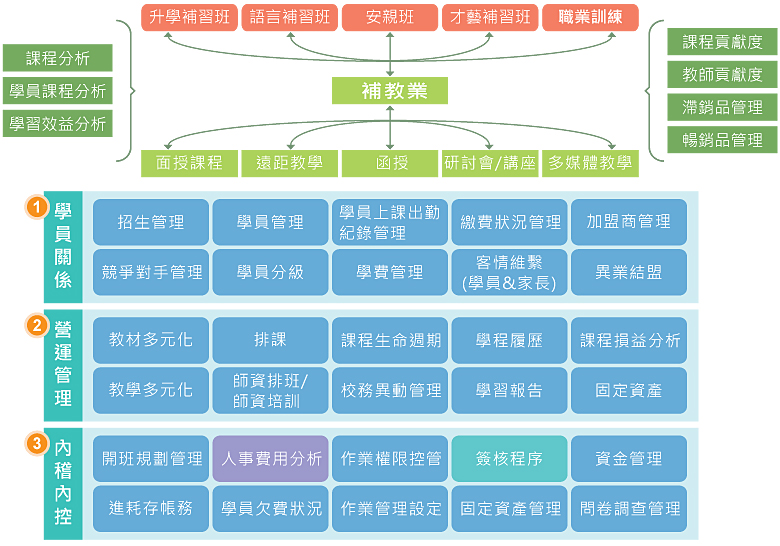 升學補習班
語言補習班
安親班
才藝補習班
職業訓練
課程分析
學員課程分析
學習效益分析
補教業
課程貢獻度
教師貢獻度
滯銷品管理
暢銷品管理
面授課程
遠距教學
函授
研討會/講座
多媒體教學
1
學員關係
招生管理
學員管理
學員上課出勤
紀錄管理
繳費狀況管理
加盟商管理
競爭對手管理
學員分級
學費管理
客情維繫
(學員&家長)
異業結盟
2
營運管理
教材多元化
排課
課程生命週期
學程履歷
課程損益分析
教學多元化
師資排班/
師資培訓
校務異動管理
學習報告
固定資產
3
內稽內控
開班規劃管理
人事費用分析
作業權限控管
簽核程序
資金管理
進耗存帳務
學員欠費狀況
作業管理設定
固定資產管理
問卷調查管理